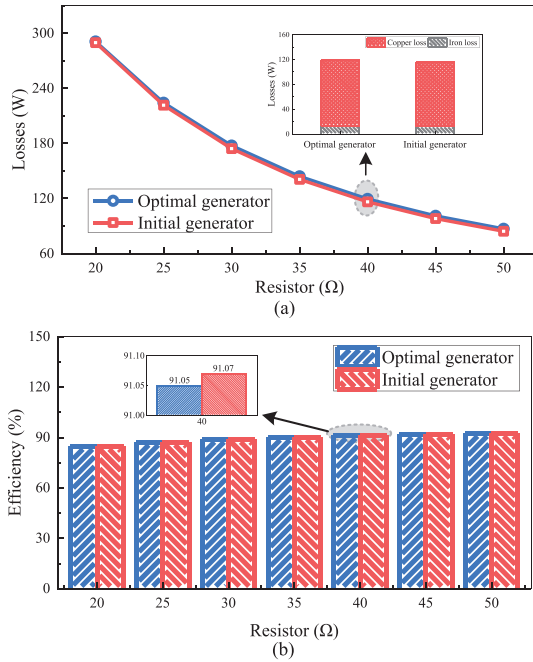 300
240
180
120
60
Losses (W)
20 25 30 35 40 45 50
Resistor (Ω)
Optimal generator
Initial generator
160
120
80
40
0
Losses (W)
Copper loss Iron loss
Optimal generator Initial generator
(a)
150
120
90
60
30
0
Efficiency (%)
Optimal generator
Initial generator
91.10
91.05
91.00
91.05 91.07
40
20 25 30 35 40 45 50
Resistor (Ω)
(b)